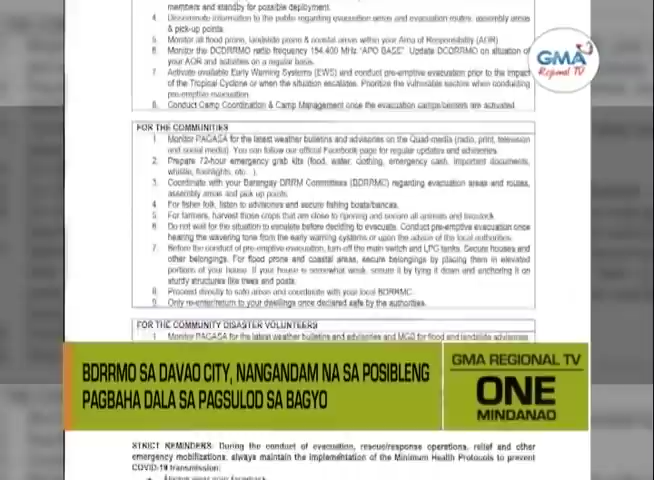 members and standby for possible deployment.
4. Disseminate information to the public regarding evacuation areas and evacuation routes, assembly areas & pick-up points.
5. Monitor all flood prone, landslide prone & coastal areas within your Area of Responsibility (AOR)
6. Monitor the DCDRRMO radio frequency 154.400 MHz "APO BASE". Update DCDRRMO on situation of your AOR and activities on a regular basis.
7. Activate available Early Warning Systems (EWS) and conduct pre-emptive evacuation prior to the impact of the Tropical Cyclone or when the situation escalates. Prioritize the vulnerable sectors when conducting pre-emptive evacuation.
8. Conduct Camp Coordination & Camp Management once the evacuation camps/centers are activated.
GMA
Regional TV
FOR THE COMMUNITIES
1. Monitor PAGASA for the latest weather bulletins and advisories on the Quad-media (radio, print, television and social media). You can follow our official Facebook page for regular updates and advisories.
2. Prepare 72-hour emergency grab kits (food, water, clothing, emergency cash, important documents, whistle, flashlights, etc...).
3. Coordinate with your Barangay DRRM Committees (BDRRMC) regarding evacuation areas and routes, assembly areas and pick up points.
4. For fisher folk, listen to advisories and secure fishing boats/bancas.
5. For farmers, harvest those crops that are close to ripening and secure all animals and livestock.
6. Do not wait for the situation to escalate before deciding to evacuate. Conduct pre-emptive evacuation once hearing the wavering tone from the early warning systems or upon the advise of the local authorities.
7. Before the conduct of pre-emptive evacuation, turn off the main switch and LPG tanks. Secure houses and other belongings. For flood prone and coastal areas, secure belongings by placing them in elevated portions of your house. If your house is somewhat weak, secure it by tying it down and anchoring it on sturdy structures like trees and posts.
8. Proceed directly to safe areas and coordinate with your local BDRRMC.
9. Only re-enter/return to your dwellings once declared safe by the authorities.
FOR THE COMMUNITY DISASTER VOLUNTEERS
1. Monitor PAGASA for the latest weather bulletins and advisories and MGB for flood and landslide advisories
BDRRMO SA DAVAO CITY, NANGANDAM NA SA POSIBLENG
PAGBAHA DALA SA PAGSULOD SA BAGYO
GMA REGIONAL TV
ONE
MINDANAO
STRICT REMINDERS: During the conduct of evacuation, rescue/response operations, relief and other
emergency mobilizations, always maintain the implementation of the Minimum Health Protocols to prevent
COVID-19 transmission: